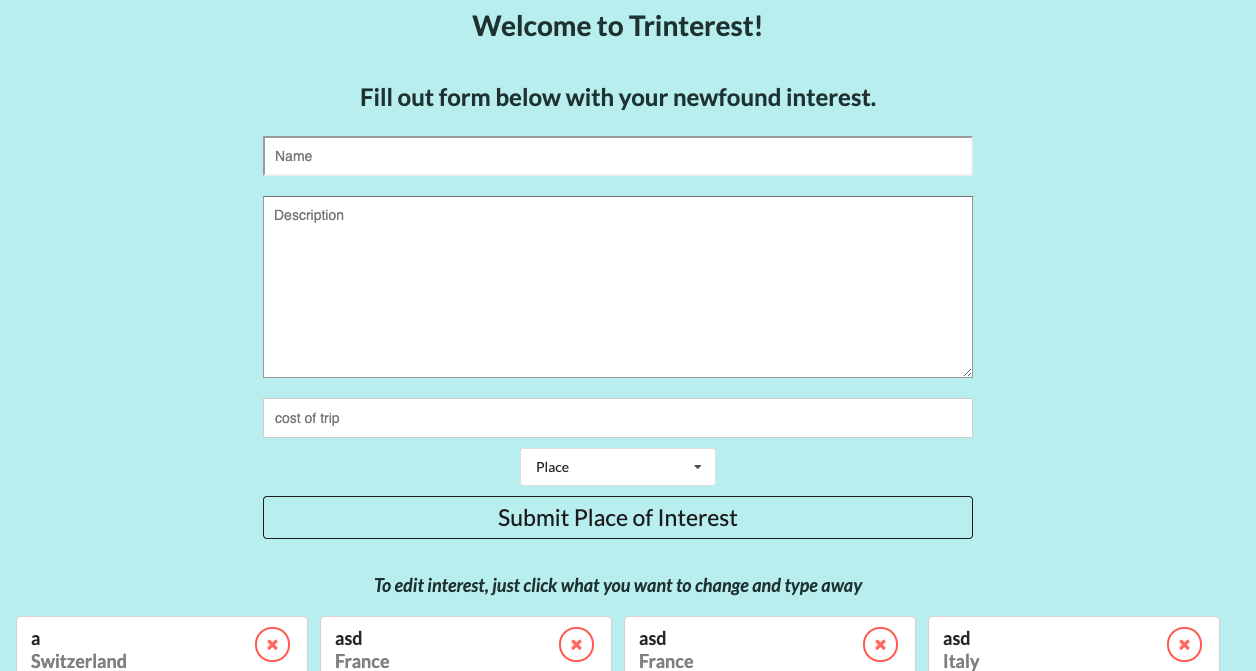 Welcome to Trinterest!
Fill out form below with your newfound interest.
Name
Description
cost of trip
Place
Submit Place of Interest
To edit interest, just click what you want to change and type away
a
Switzerland
asd
France
asd
France
asd
Italy